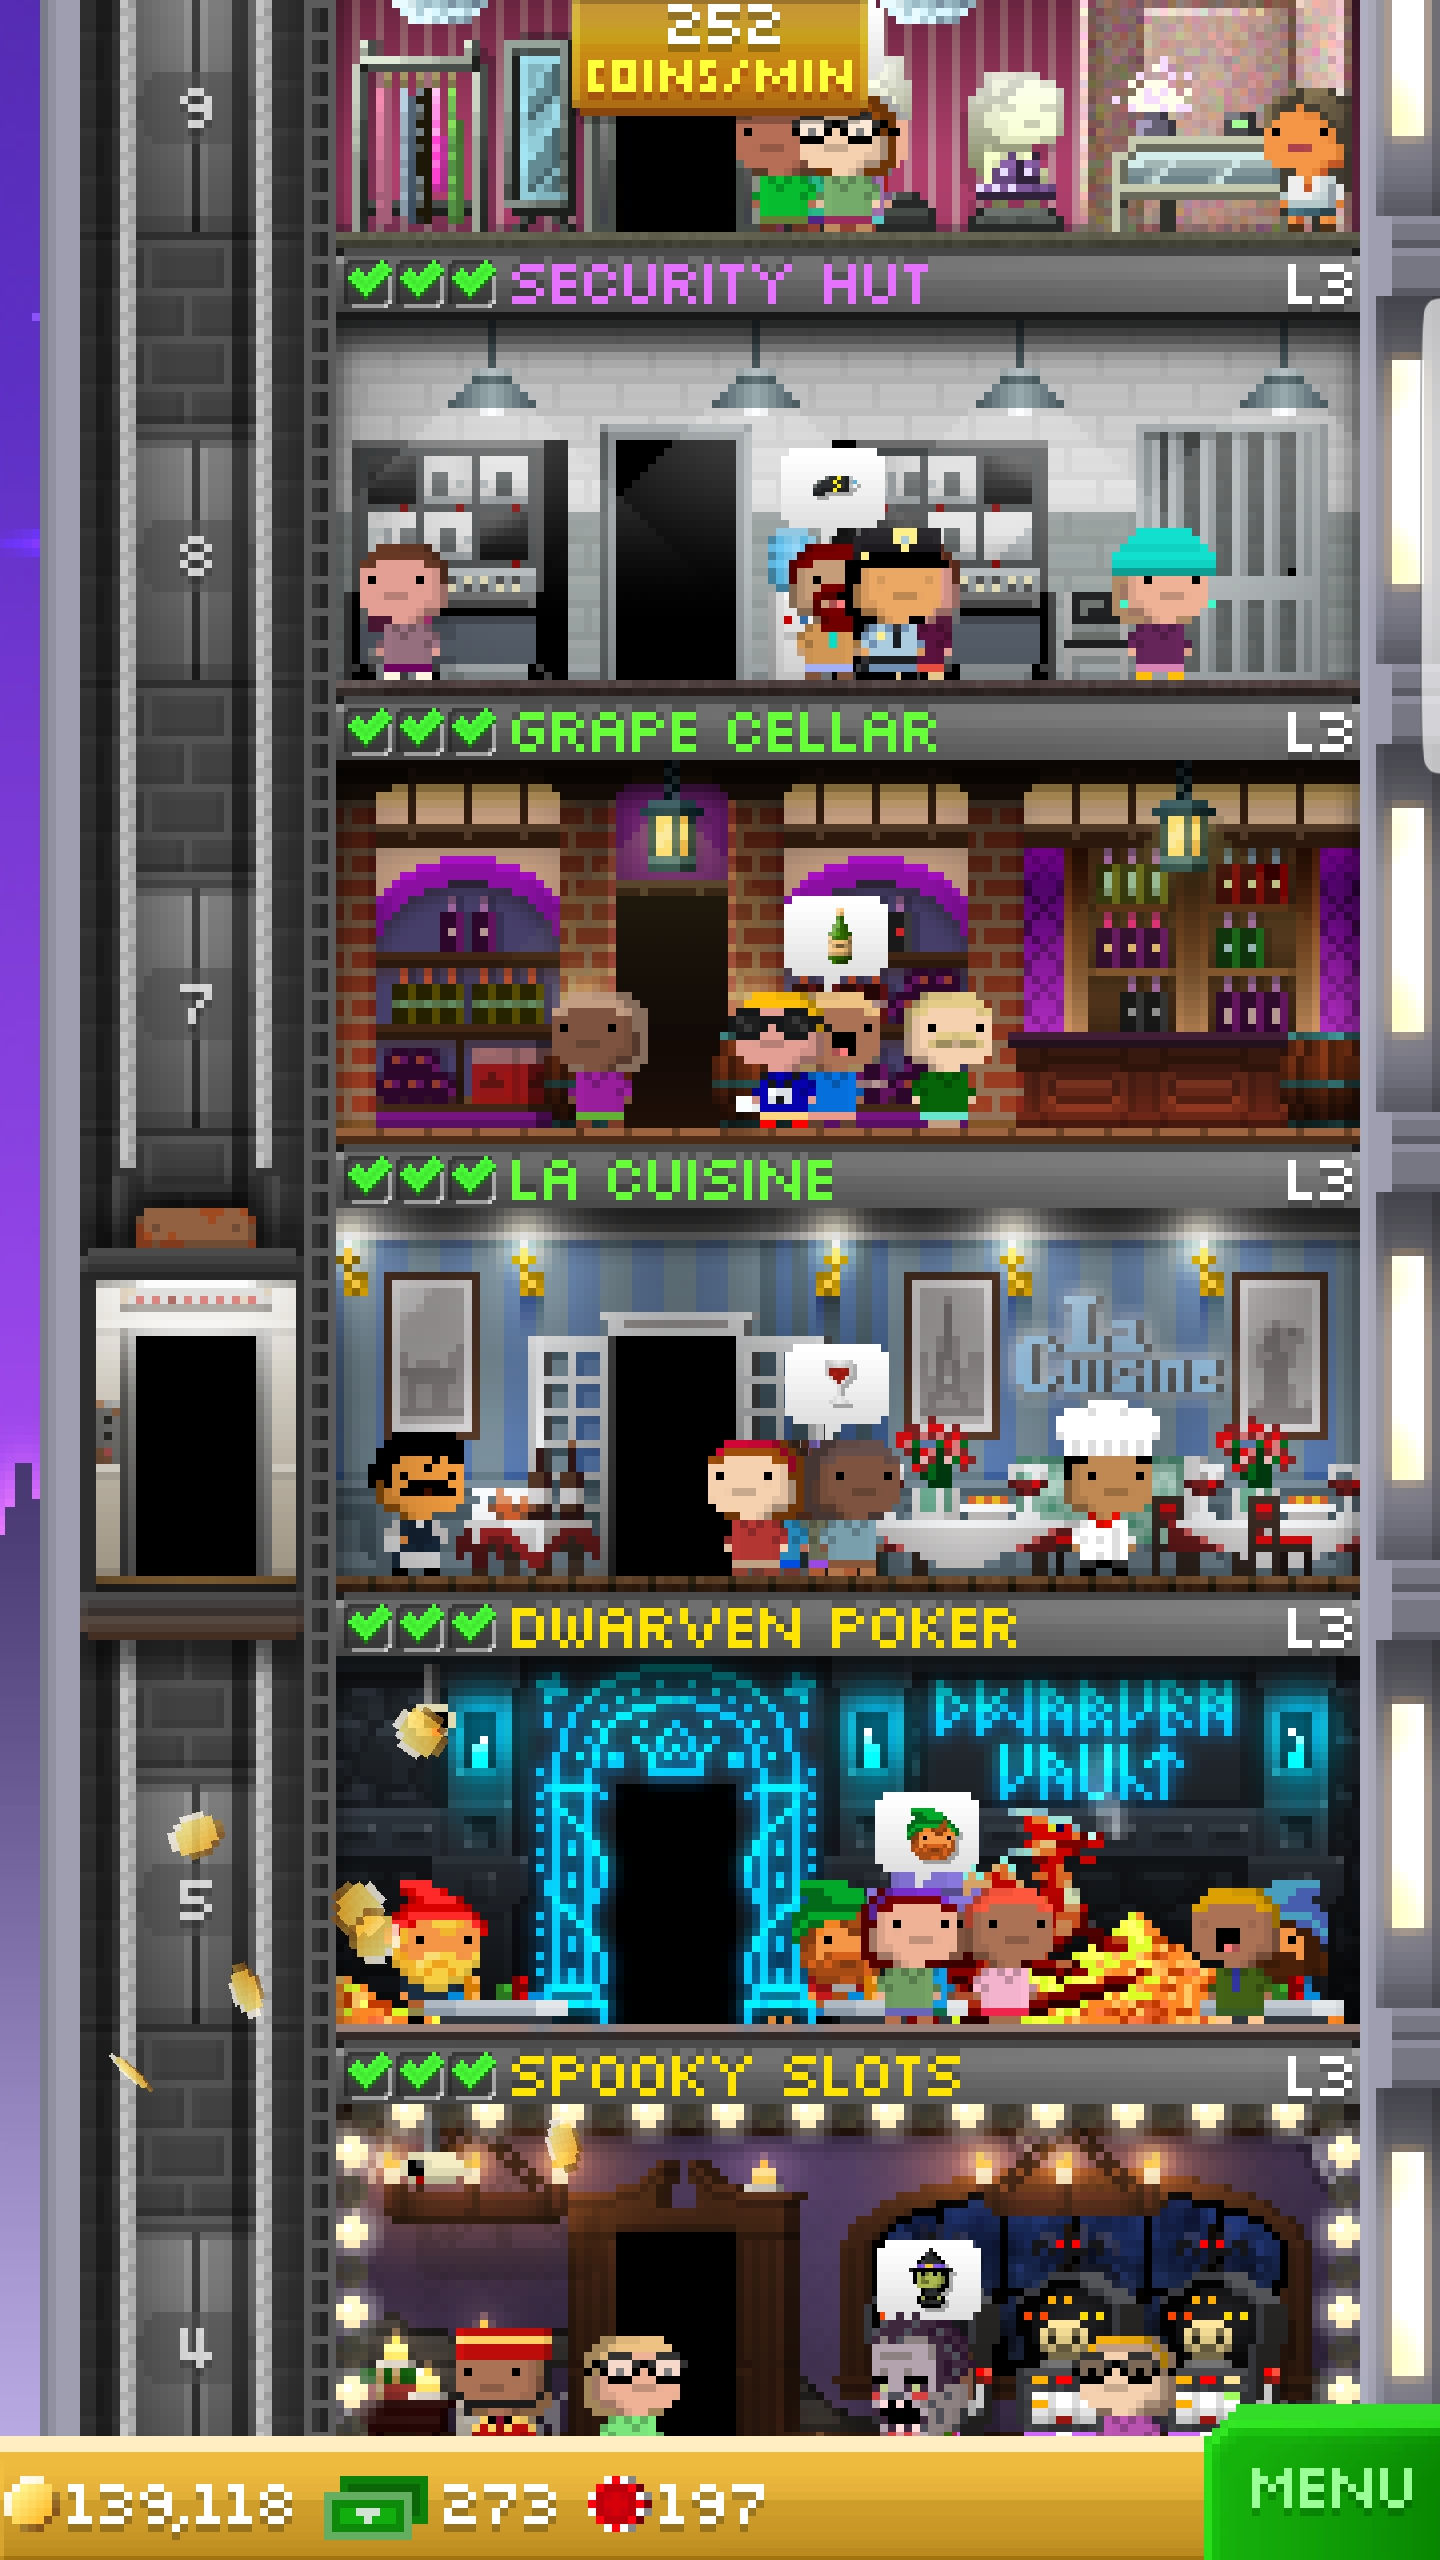 252
COINS/MIN
9
SECURITY HUT L3
8
GRAPE CELLAR L3
7
LA CUISINE L3
La
Cuisine
DWARVEN POKER L3
DWARVEN
VAULT
5
SPOOKY SLOTS L3
4
139,118 273 197
MENU